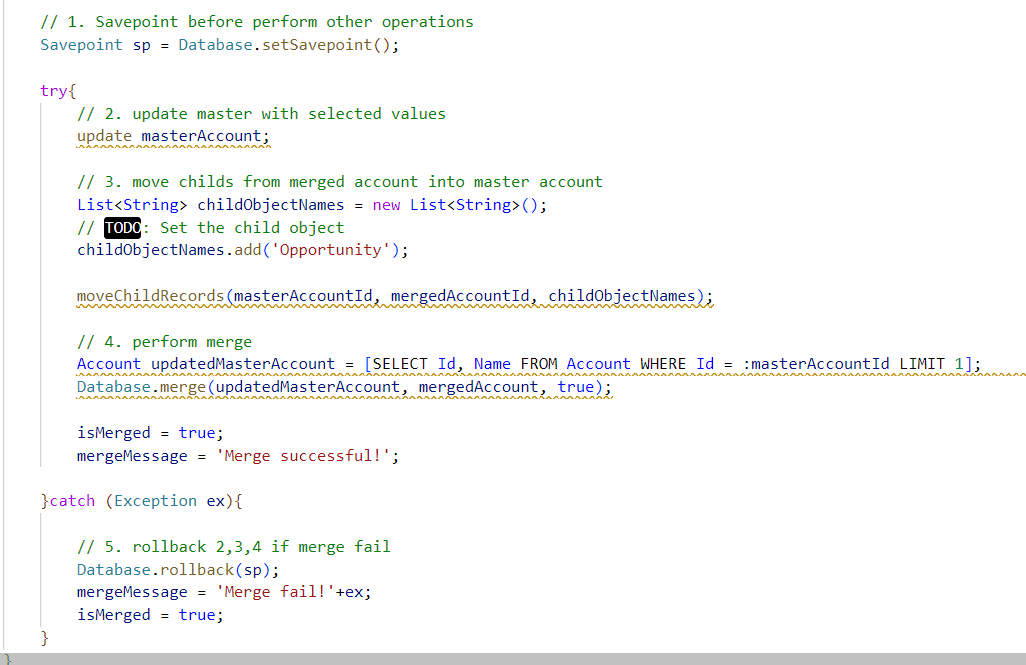 // 1. Savepoint before perform other operations
Savepoint sp = Database.setSavepoint();
try{
// 2. update master with selected values
update masterAccount;
// 3. move childs from merged account into master account
List<String> childObjectNames = new List<String>();
// TODO: Set the child object
childObjectNames.add('Opportunity');
moveChildRecords(masterAccountId, mergedAccountId, childObjectNames);
// 4. perform merge
Account updatedMasterAccount = [SELECT Id, Name FROM Account WHERE Id = :masterAccountId LIMIT 1];
Database.merge(updatedMasterAccount, mergedAccount, true);
isMerged = true;
mergeMessage = 'Merge successful!';
}catch (Exception ex){
// 5. rollback 2,3,4 if merge fail
Database.rollback(sp);
mergeMessage = 'Merge fail!'+ex;
isMerged = true;
}
}